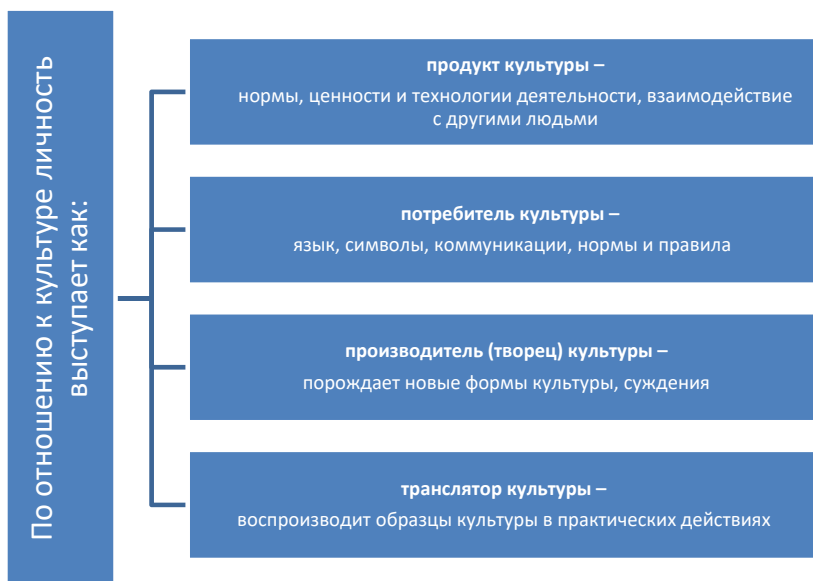 По отношению к культуре личность
выступает как:
продукт культуры –
нормы, ценности и технологии деятельности, взаимодействие
с другими людьми
потребитель культуры –
язык, символы, коммуникации, нормы и правила
производитель (творец) культуры –
порождает новые формы культуры, суждения
транслятор культуры –
воспроизводит образцы культуры в практических действиях